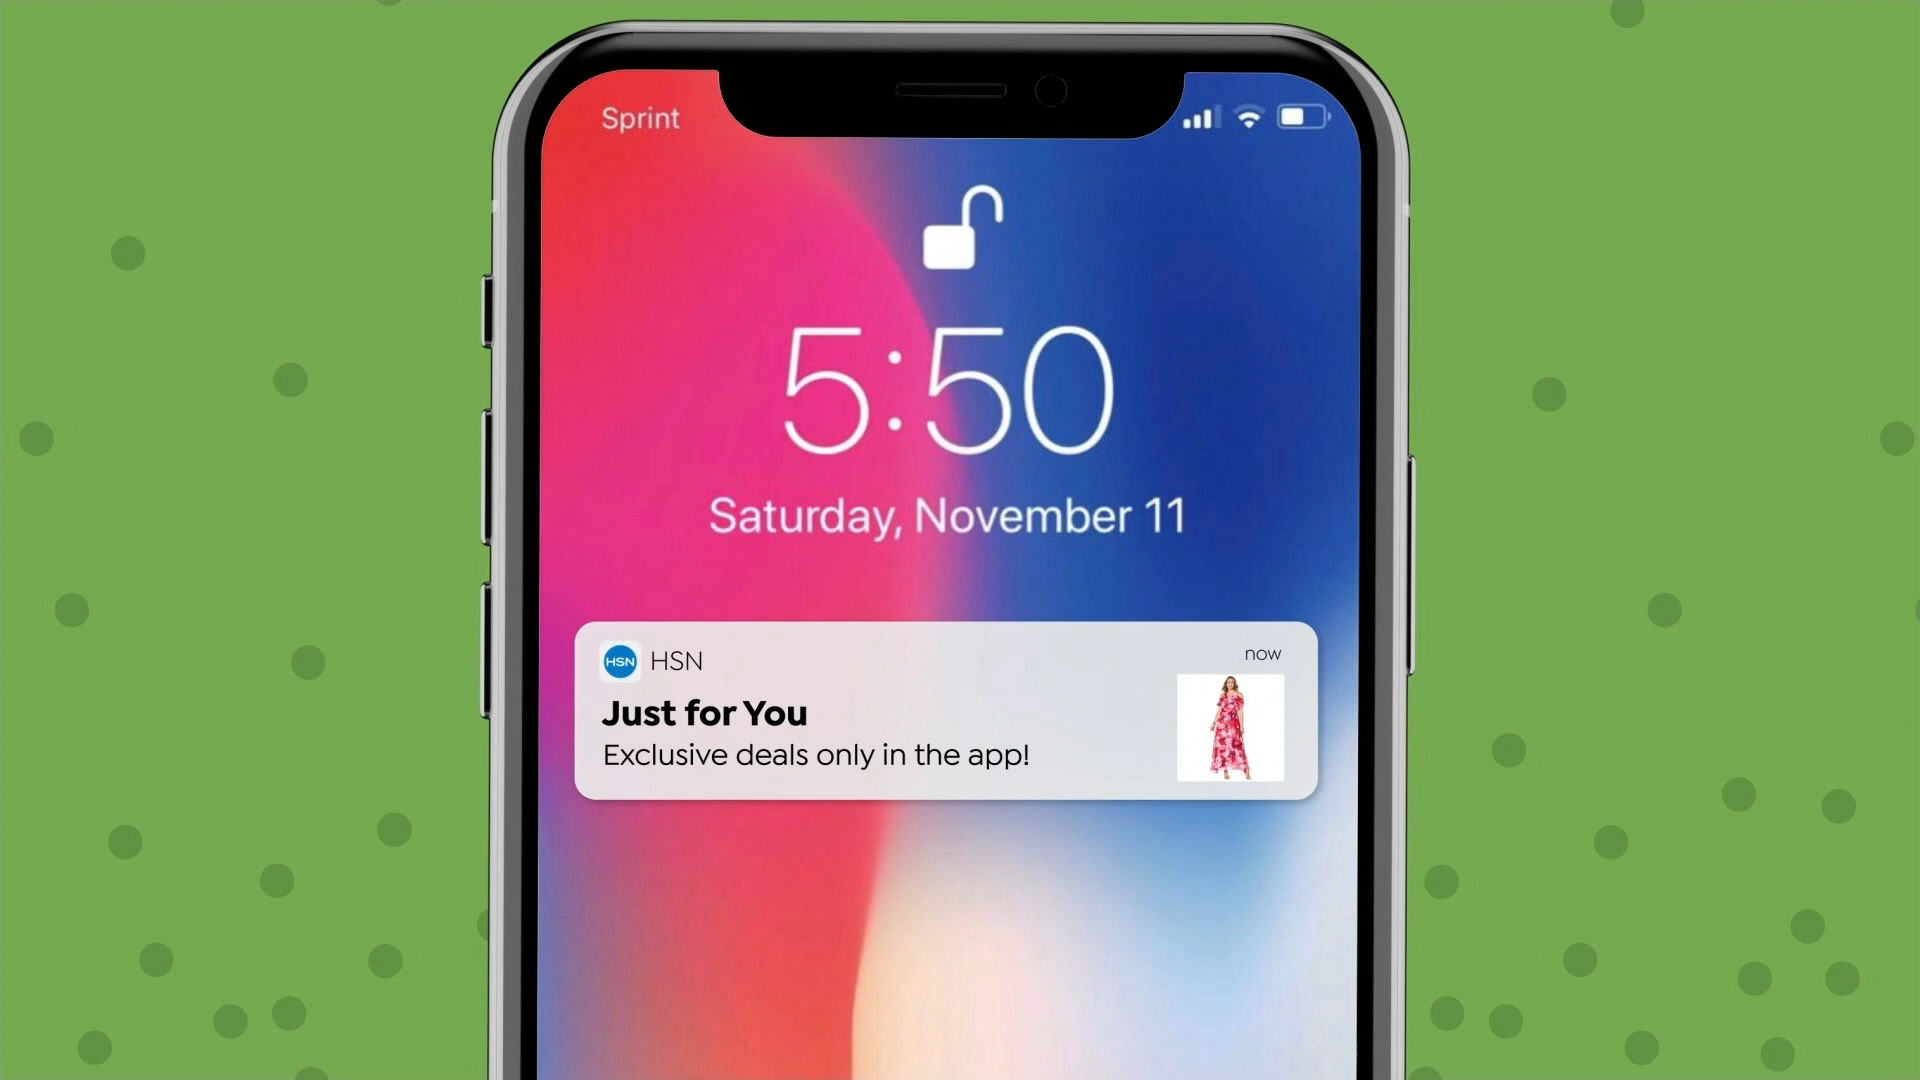 Sprint
5:50
Saturday, November 11
HSN HSN
now
Just for You
Exclusive deals only in the app!